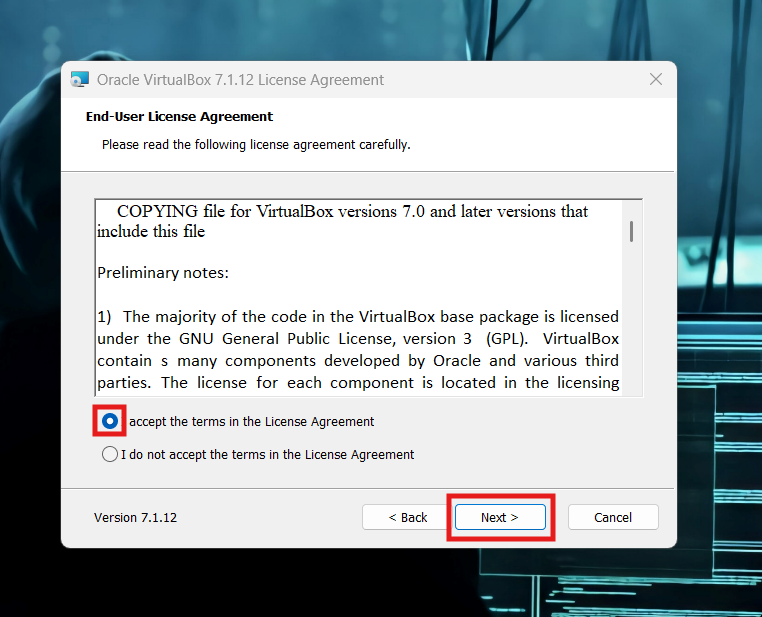 Oracle VirtualBox 7.1.12 License Agreement
End-User License Agreement
Please read the following license agreement carefully.
COPYING file for VirtualBox versions 7.0 and later versions that
include this file
Preliminary notes:
1) The majority of the code in the VirtualBox base package is licensed
under the GNU General Public License, version 3 (GPL). VirtualBox
contain s many components developed by Oracle and various third
parties. The license for each component is located in the licensing
accept the terms in the License Agreement
I do not accept the terms in the License Agreement
Version 7.1.12
< Back
Next >
Cancel